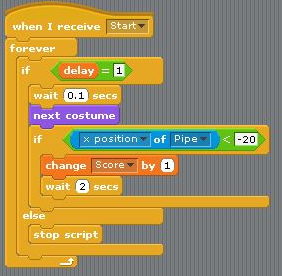 when I receive Start
forever
if delay = 1
wait 0.1 secs
next costume
if x position of Pipe < -20
change Score by 1
wait 2 secs
else
stop script